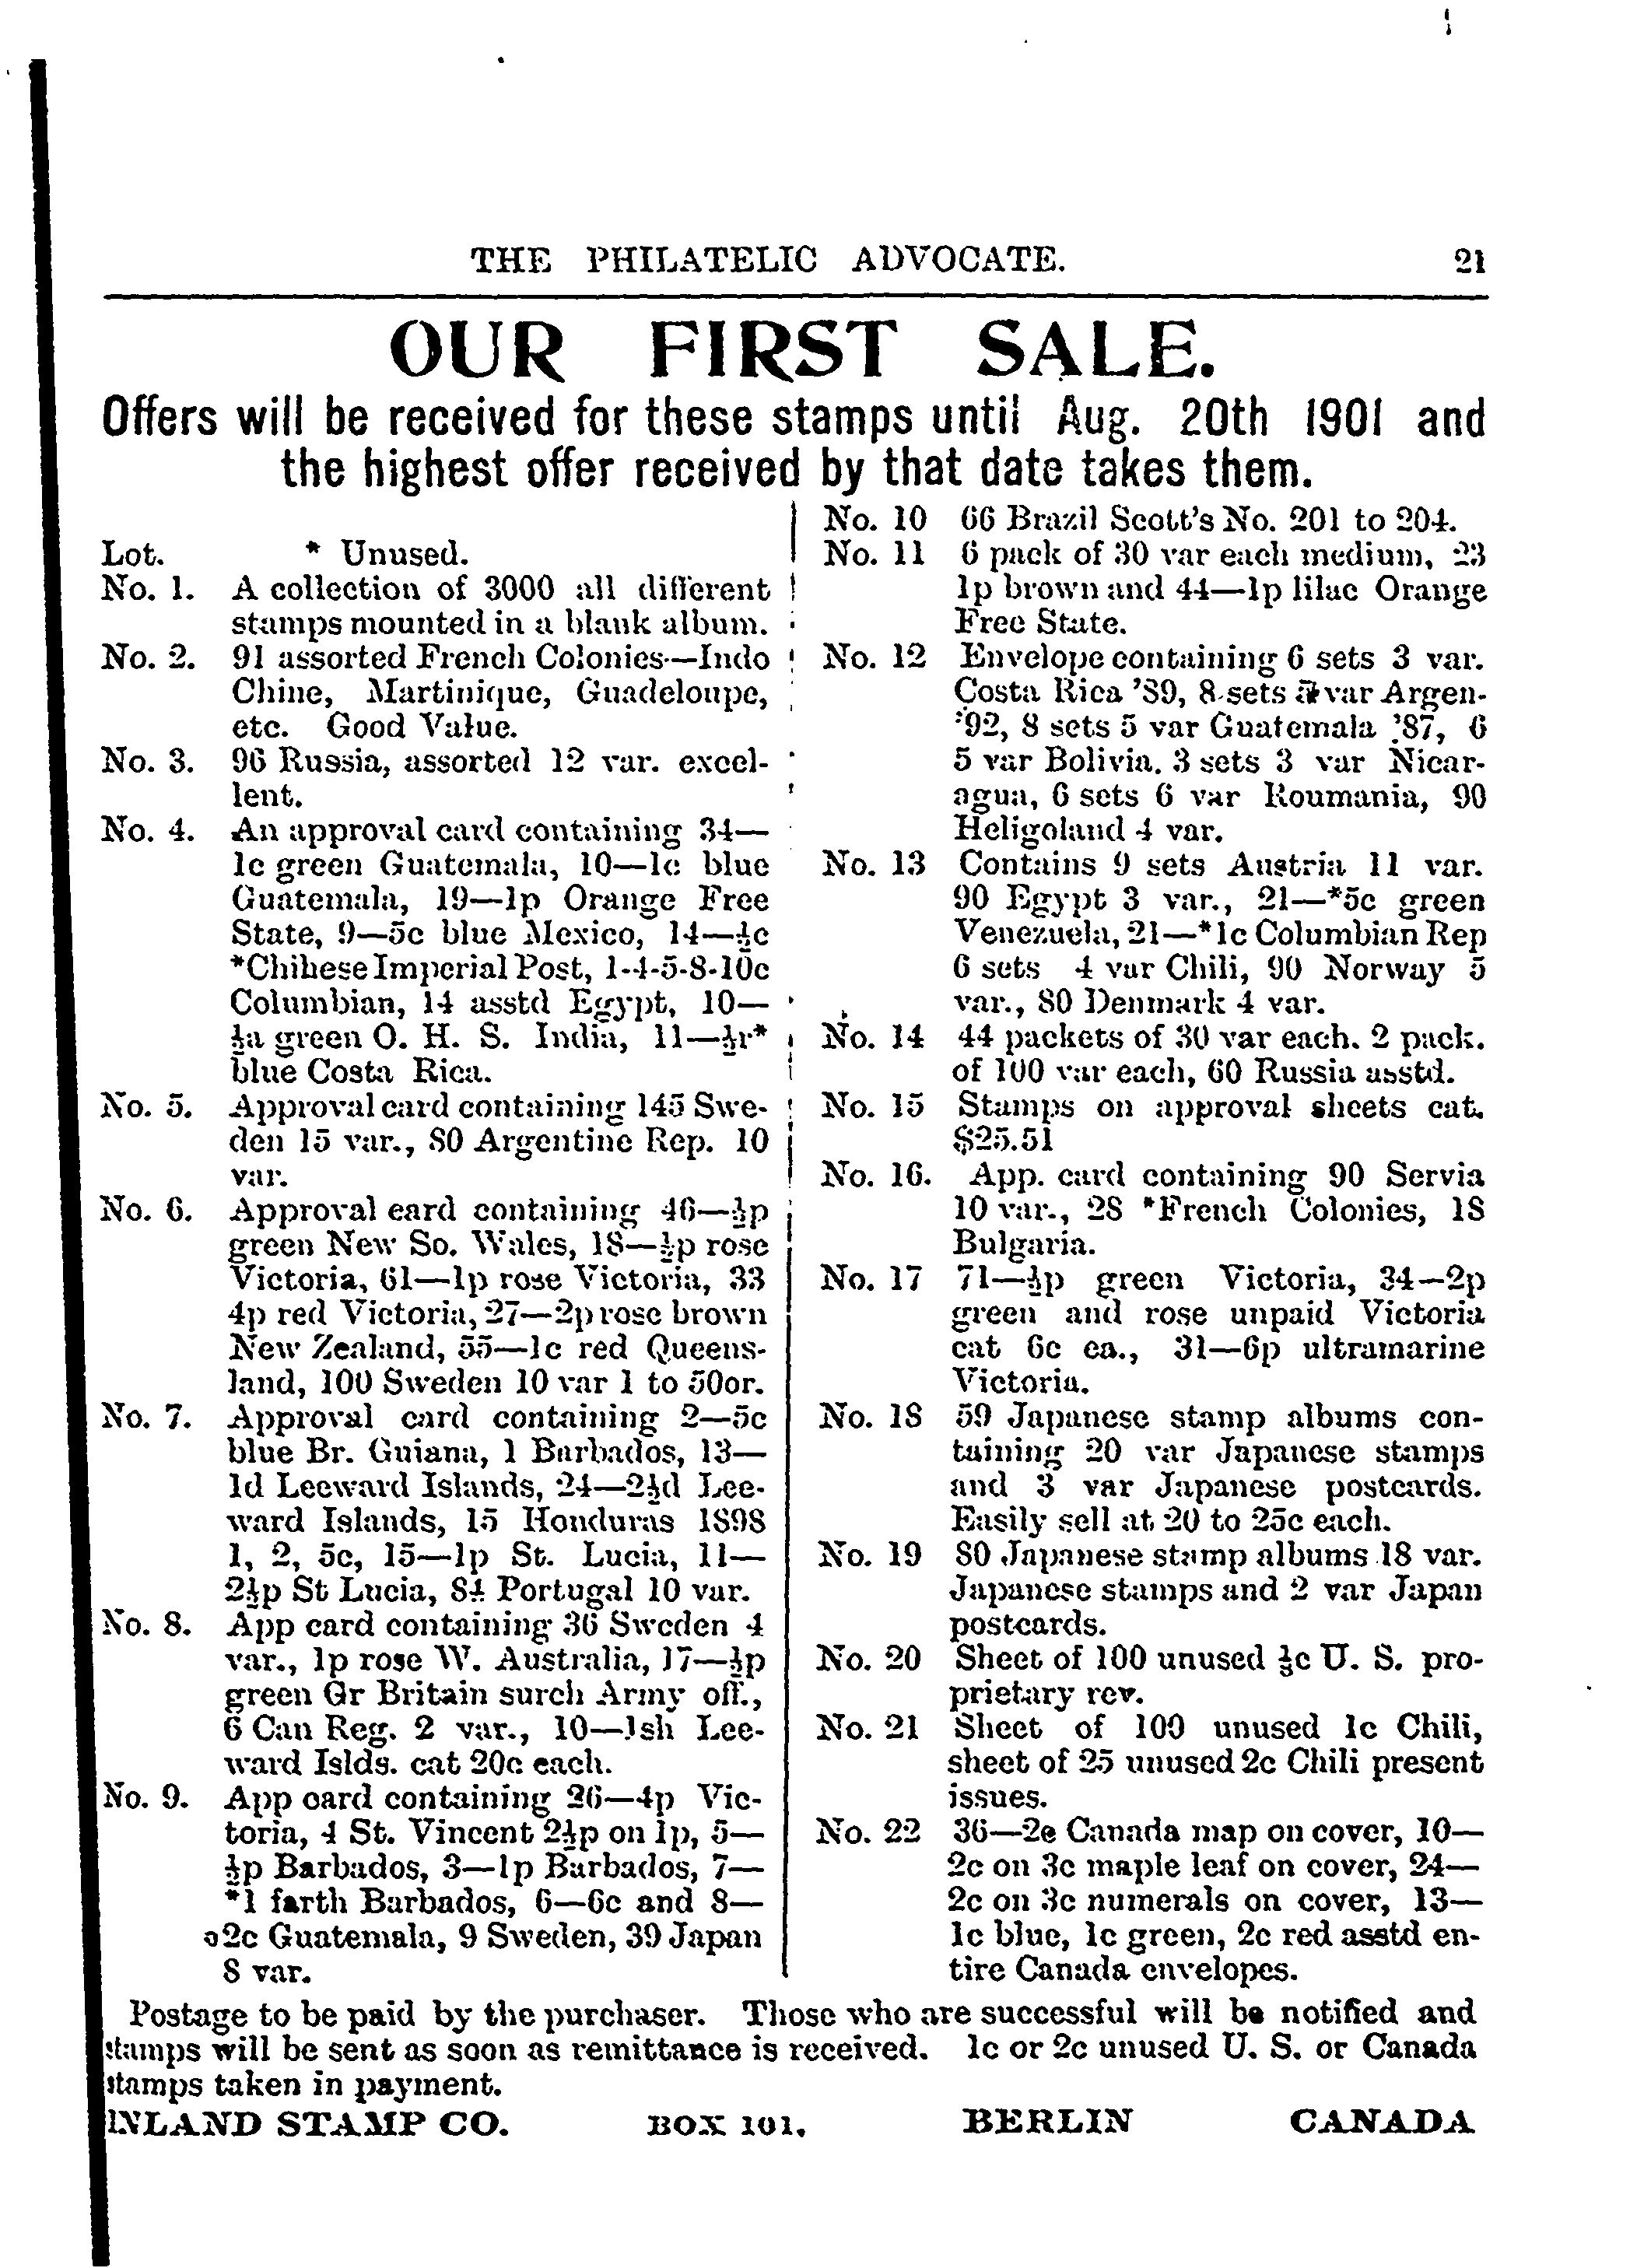 THE PHILATELIC ADVOCATE. 21
OUR FIRST SALE.
Offers will be received for these stamps until Aug. 20th 1901 and
the highest offer received by that date takes them.
Lot. * Unused.
No. 1. A collection of 3000 all different
stamps mounted in a blank album.
No. 2. 91 assorted French Colonies—Indo
Chine, Martinique, Guadeloupe,
etc. Good Value.
No. 3. 96 Russia, assorted 12 var. excel-
lent.
No. 4. An approval card containing 34—
1c green Guatemala, 10—1c blue
Guatemala, 19—1p Orange Free
State, 9—5c blue Mexico, 14—½c
*Chihese Imperial Post, 1-4-5-8-10c
Columbian, 14 asstd Egypt, 10—
½a green O. H. S. India, 11—½r*
blue Costa Rica.
No. 5. Approval card containing 145 Swe-
den 15 var., 80 Argentine Rep. 10
var.
No. 6. Approval card containing 46—½p
green New So. Wales, 18—½p rose
Victoria, 61—1p rose Victoria, 33
4p red Victoria, 27—2p rose brown
New Zealand, 55—1c red Queens-
land, 100 Sweden 10 var 1 to 50or.
No. 7. Approval card containing 2—5c
blue Br. Guiana, 1 Barbados, 13—
1d Leeward Islands, 24—2½d Lee-
ward Islands, 15 Honduras 1898
1, 2, 5c, 15—1p St. Lucia, 11—
2½p St Lucia, 84 Portugal 10 var.
No. 8. App card containing 36 Sweden 4
var., 1p rose W. Australia, 17—½p
green Gr Britain surch Army off.,
6 Can Reg. 2 var., 10—1sh Lee-
ward Islds. cat 20c each.
No. 9. App card containing 26—4p Vic-
toria, 4 St. Vincent 2½p on 1p, 5—
½p Barbados, 3—1p Barbados, 7—
*1 farth Barbados, 6—6c and 8—
2c Guatemala, 9 Sweden, 39 Japan
8 var.
No. 10 66 Brazil Scott's No. 201 to 204.
No. 11 6 pack of 30 var each medium, 23
1p brown and 44—1p lilac Orange
Free State.
No. 12 Envelope containing 6 sets 3 var.
Costa Rica '89, 8 sets var Argen-
'92, 8 sets 5 var Guatemala '87, 6
5 var Bolivia. 3 sets 3 var Nicar-
agua, 6 sets 6 var Roumania, 90
Heligoland 4 var.
No. 13 Contains 9 sets Austria 11 var.
90 Egypt 3 var., 21—*5c green
Venezuela, 21—*1c Columbian Rep
6 sets 4 var Chili, 90 Norway 5
var., 80 Denmark 4 var.
No. 14 44 packets of 30 var each. 2 pack.
of 100 var each, 60 Russia asstd.
No. 15 Stamps on approval sheets cat.
$25.51
No. 16. App. card containing 90 Servia
10 var., 28 *French Colonies, 18
Bulgaria.
No. 17 71—½p green Victoria, 34—2p
green and rose unpaid Victoria
cat 6c ea., 31—6p ultramarine
Victoria.
No. 18 59 Japanese stamp albums con-
taining 20 var Japanese stamps
and 3 var Japanese postcards.
Easily sell at 20 to 25c each.
No. 19 80 Japanese stamp albums 18 var.
Japanese stamps and 2 var Japan
postcards.
No. 20 Sheet of 100 unused ⅝c U. S. pro-
prietary rev.
No. 21 Sheet of 100 unused 1c Chili,
sheet of 25 unused 2c Chili present
issues.
No. 22 36—2c Canada map on cover, 10—
2c on 3c maple leaf on cover, 24—
2c on 3c numerals on cover, 13—
1c blue, 1c green, 2c red asstd en-
tire Canada envelopes.
Postage to be paid by the purchaser. Those who are successful will be notified and
stamps will be sent as soon as remittance is received. 1c or 2c unused U. S. or Canada
stamps taken in payment.
INLAND STAMP CO. BOX 101, BERLIN CANADA